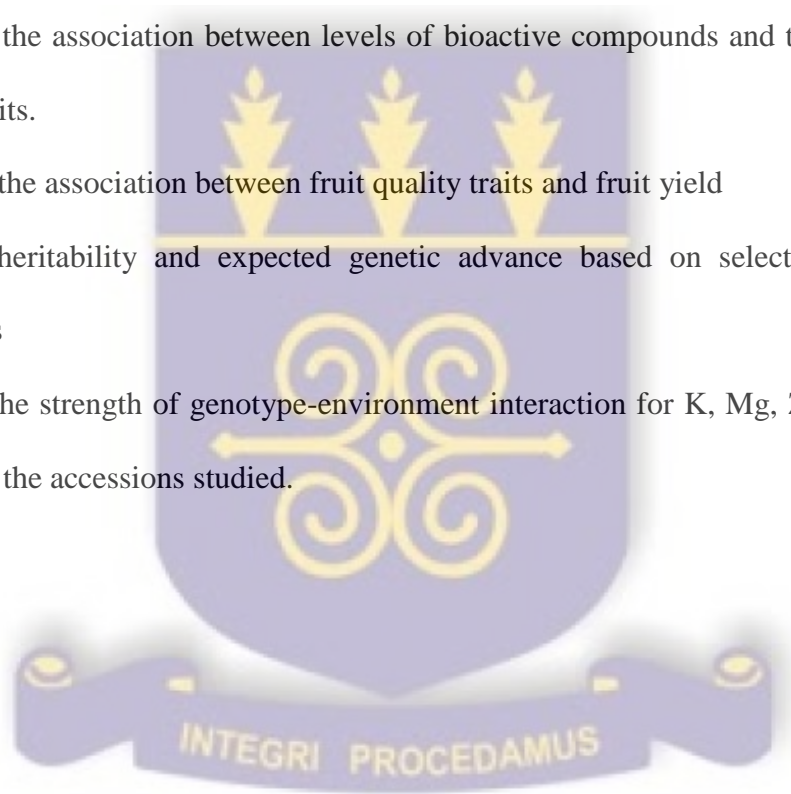 the association between levels of bioactive compounds and t
its.
the association between fruit quality traits and fruit yield
heritability and expected genetic advance based on select
s
he strength of genotype-environment interaction for K, Mg,
the accessions studied.
INTEGRI PROCEDAMUS